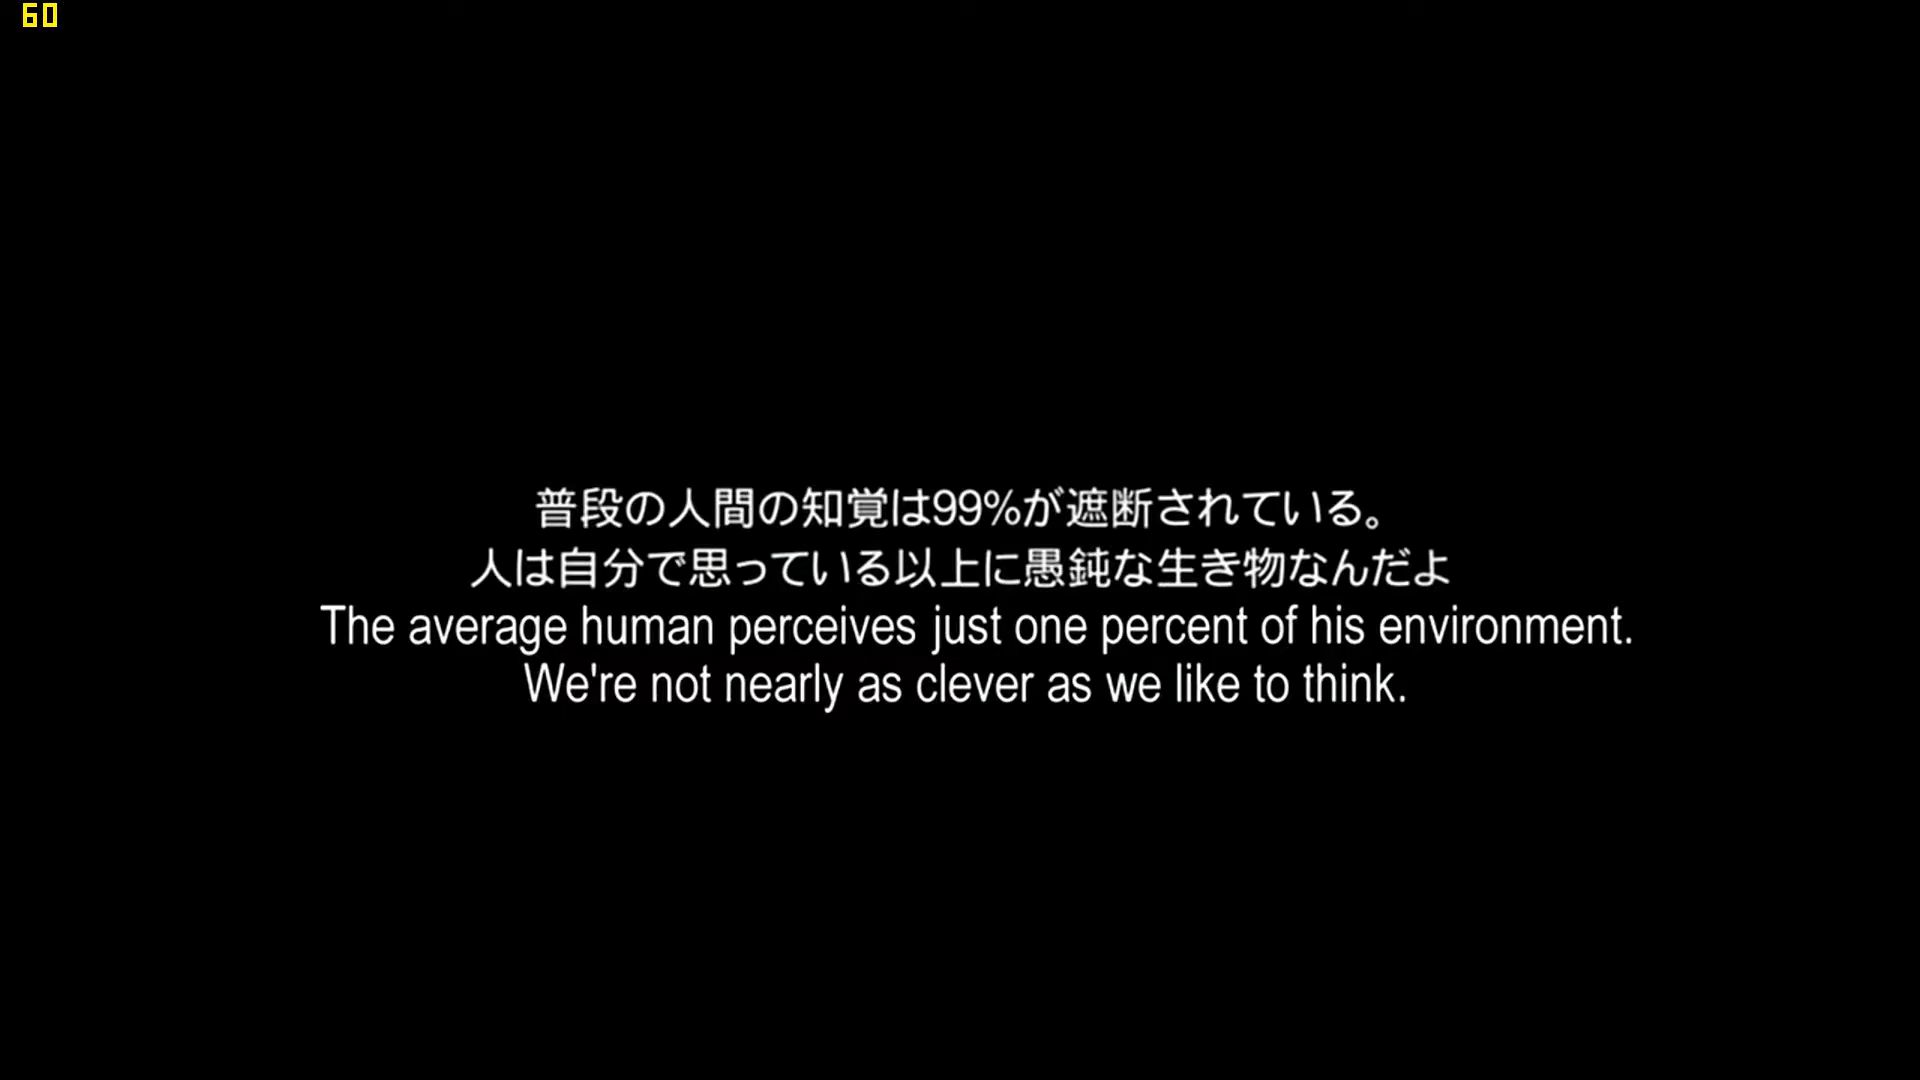 60
普段の人間の知覚は99%が遮断されている。
人は自分で思っている以上に愚鈍な生き物なんだよ
The average human perceives just one percent of his environment.
We're not nearly as clever as we like to think.